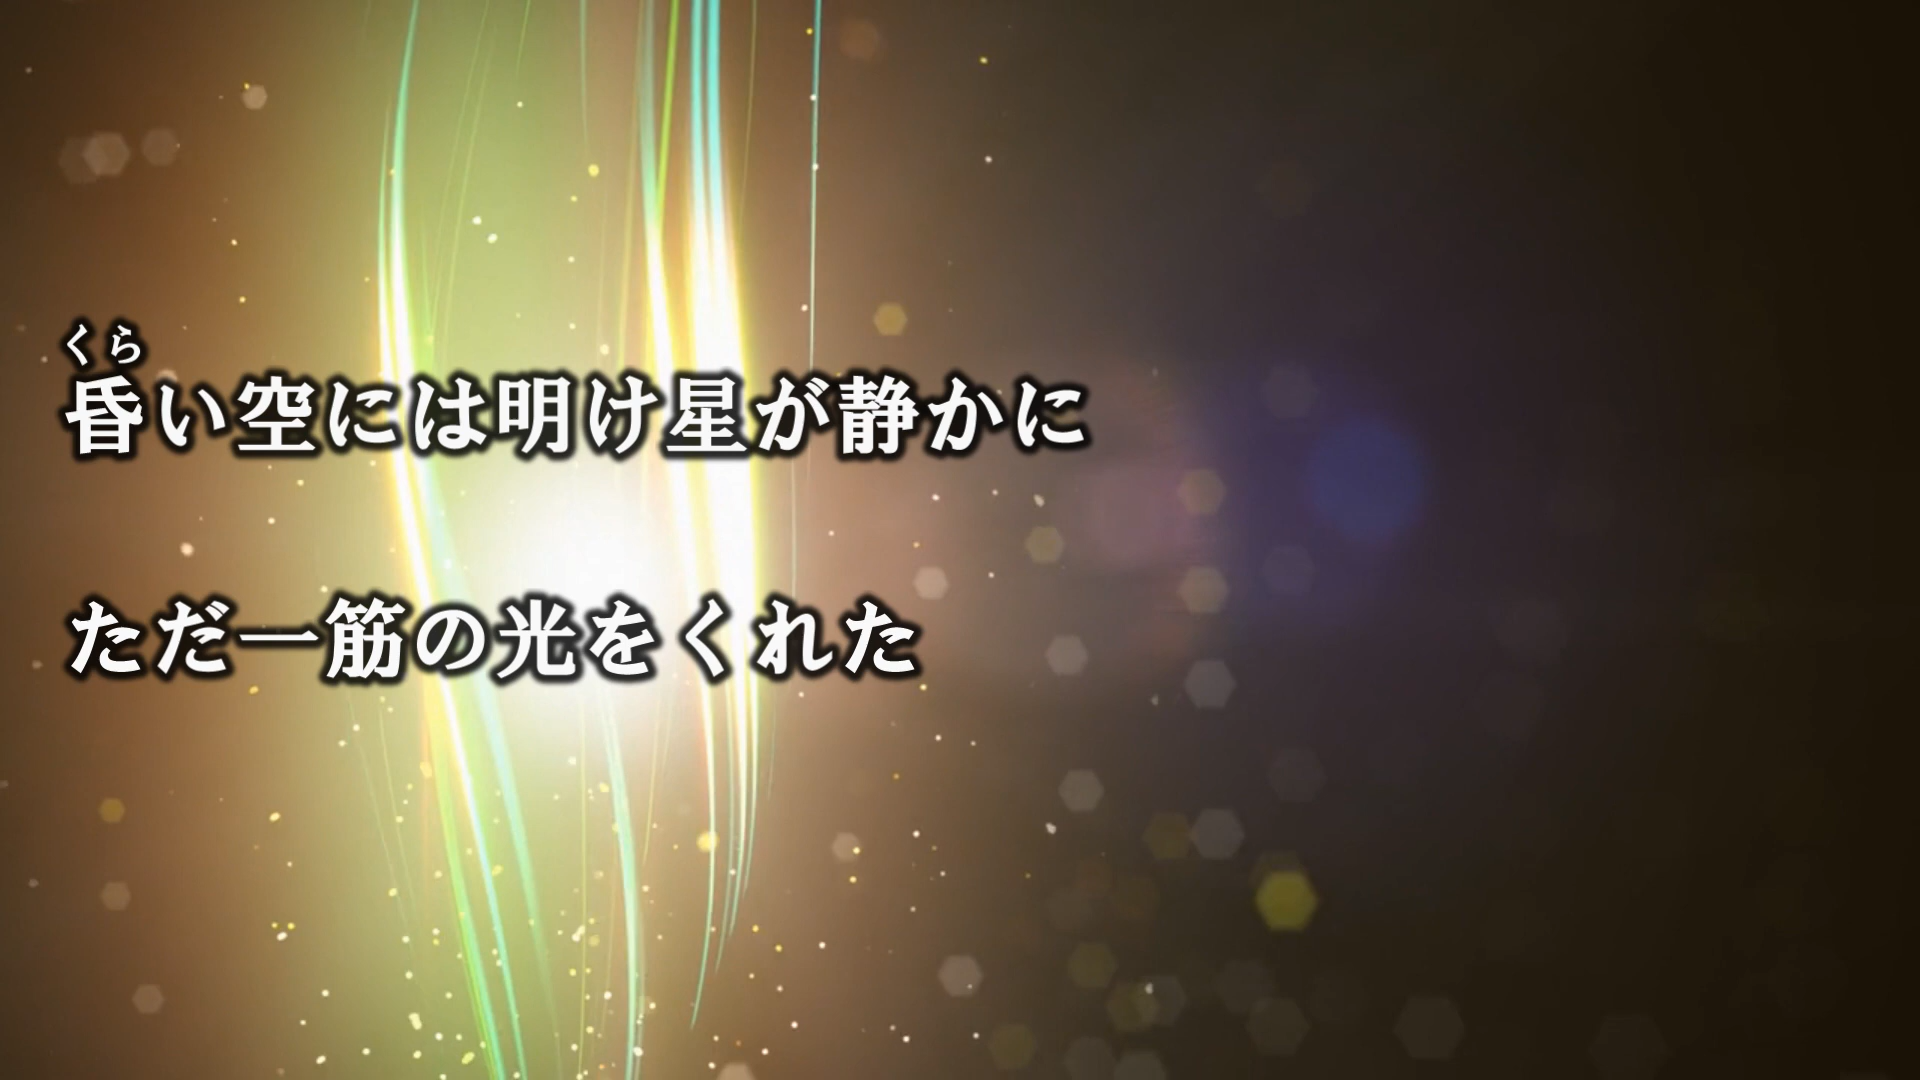 くら
昏い空には明け星が静かに
ただ一筋の光をくれた